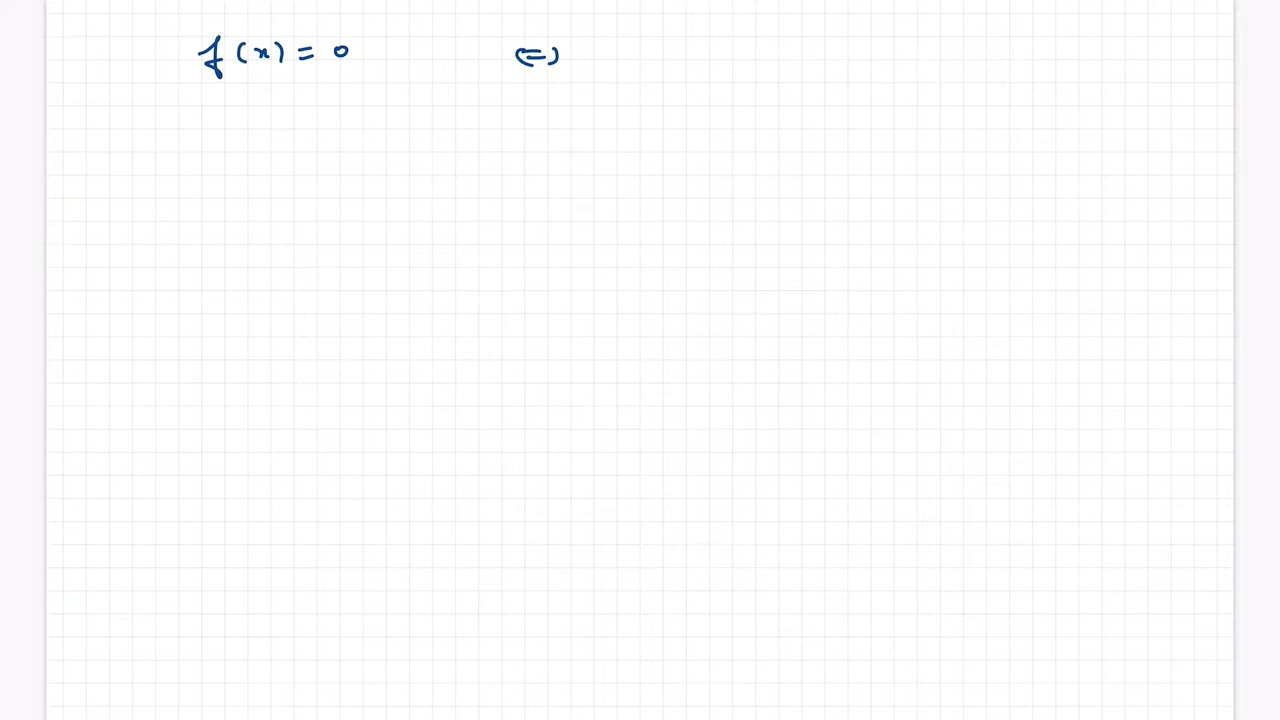 f(x) = 0 (=)